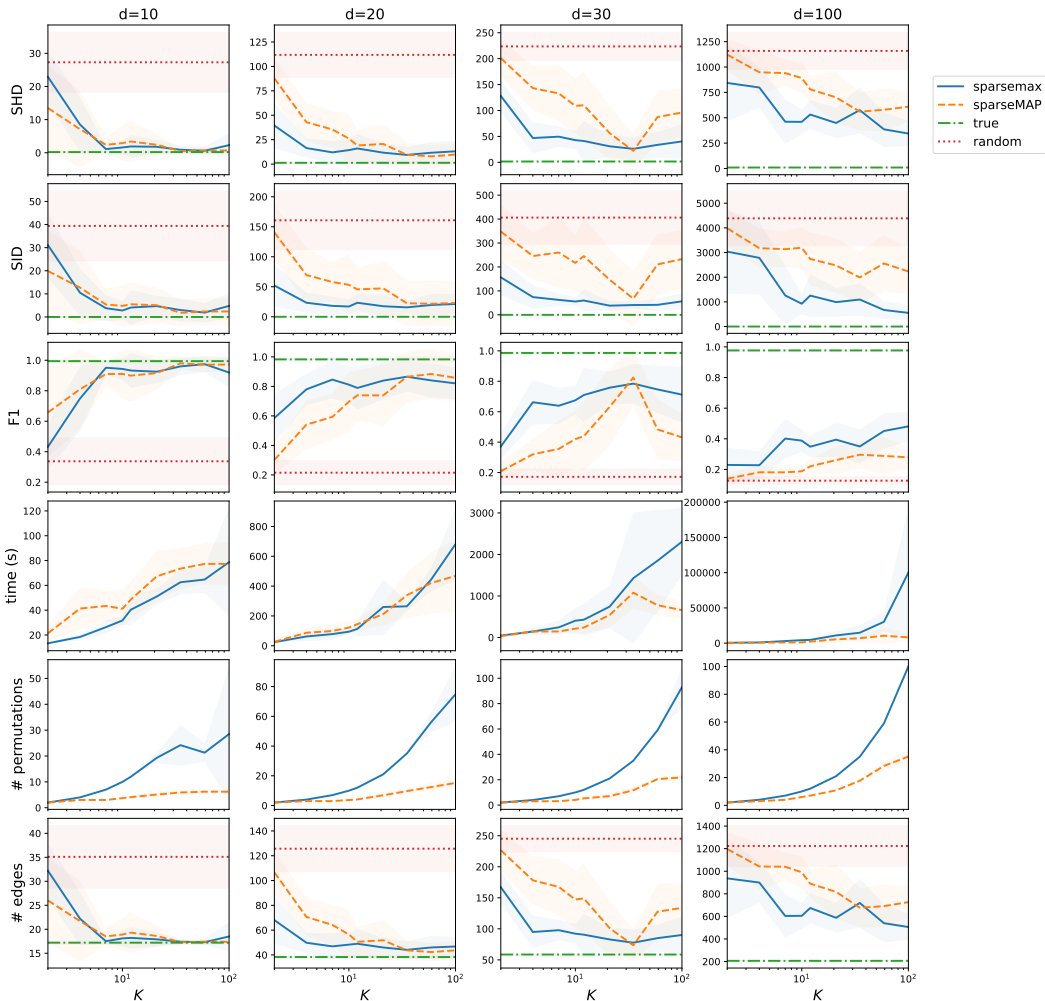 d=10 d=20 d=30 d=100
SHD
30 20 10 0
125 100 75 50 25 0
250 200 150 100 50 0
1250 1000 750 500 250 0
sparsemax
sparseMAP
true
random
SID
50 40 30 20 10 0
200 150 100 50 0
500 400 300 200 100 0
5000 4000 3000 2000 1000 0
F1
1.0 0.8 0.6 0.4 0.2
1.0 0.8 0.6 0.4 0.2
1.0 0.8 0.6 0.4 0.2
1.0 0.8 0.6 0.4 0.2
time (s)
120 100 80 60 40 20
800 600 400 200 0
3000 2000 1000 0
200000 150000 100000 50000 0
# permutations
50 40 30 20 10 0
80 60 40 20 0
100 80 60 40 20 0
100 80 60 40 20 0
# edges
40 35 30 25 20 15
140 120 100 80 60 40
250 200 150 100 50
1400 1200 1000 800 600 400 200
10¹ 10² 10¹ 10² 10¹ 10² 10¹ 10²
K K K K